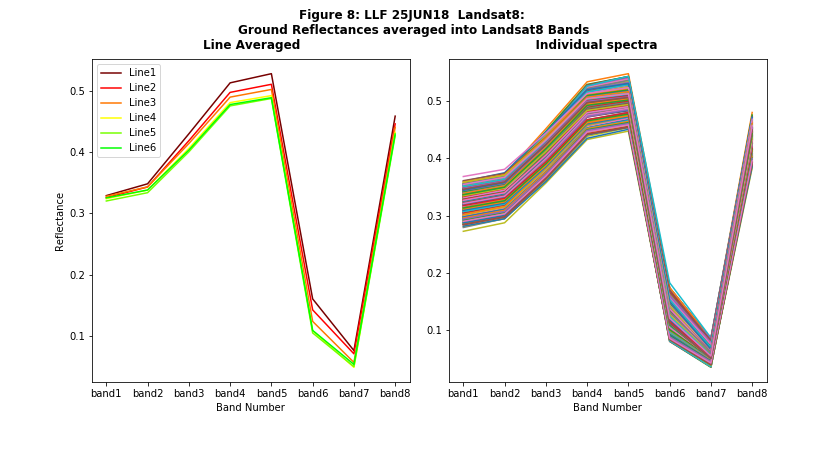 Figure 8: LLF 25JUN18  Landsat8:
Ground Reflectances averaged into Landsat8 Bands
Line Averaged
Individual spectra
Line1
Line2
Line3
Line4
Line5
Line6
Reflectance
0.5
0.4
0.3
0.2
0.1
band1 band2 band3 band4 band5 band6 band7 band8
Band Number
0.5
0.4
0.3
0.2
0.1
band1 band2 band3 band4 band5 band6 band7 band8
Band Number